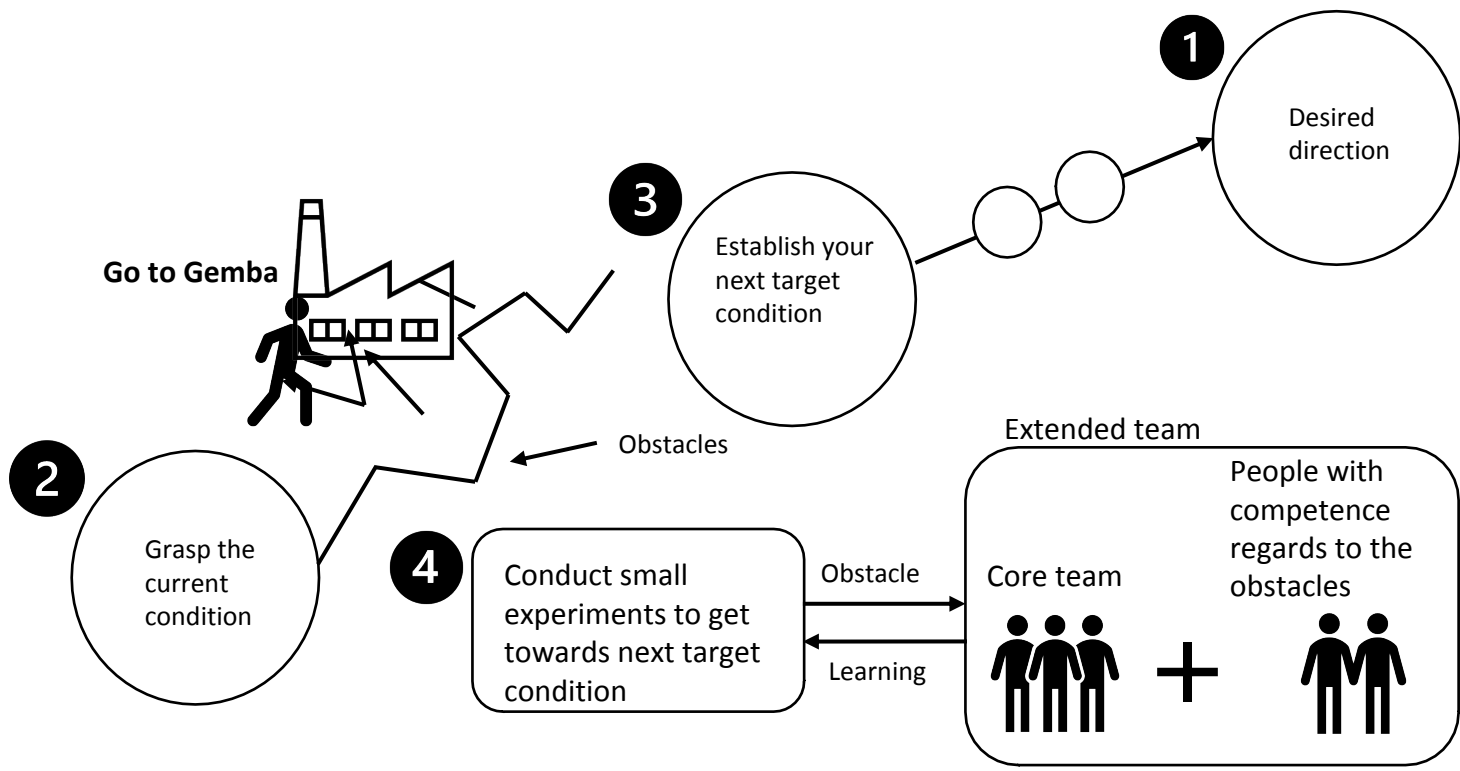 1
Desired
direction
3
Establish your
next target
condition
Go to Gemba
Obstacles
2
Grasp the
current
condition
4
Conduct small
experiments to get
towards next target
condition
Obstacle
Learning
Extended team
Core team
People with
competence
regards to the
obstacles